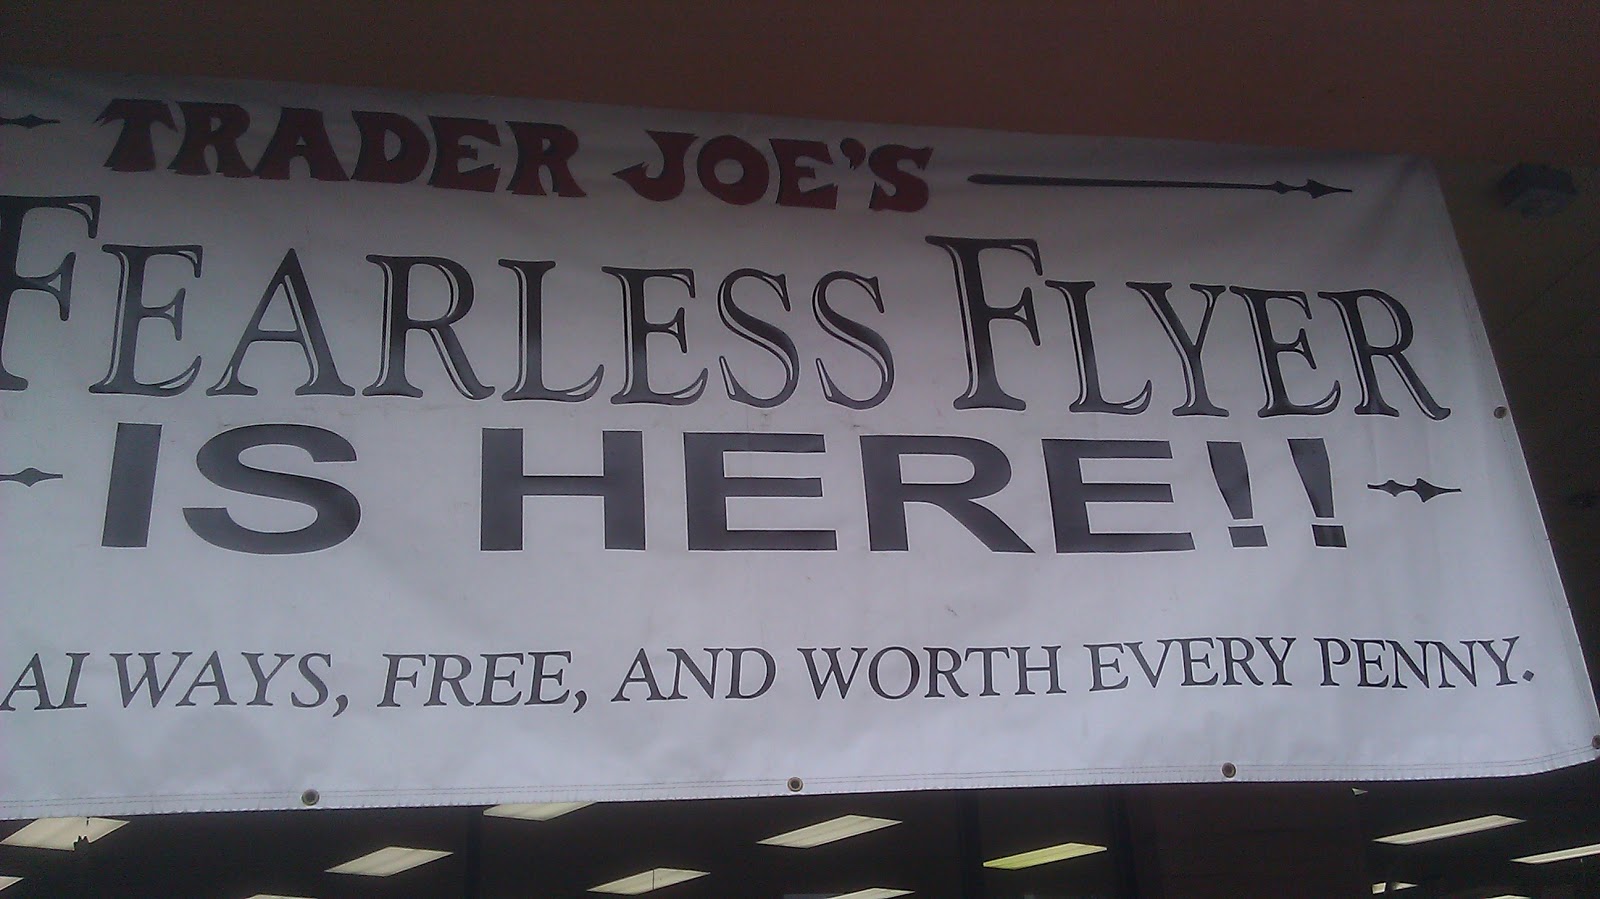 TRADER JOE'S
FEARLESS FLYER
IS HERE!!
ALWAYS, FREE, AND WORTH EVERY PENNY.